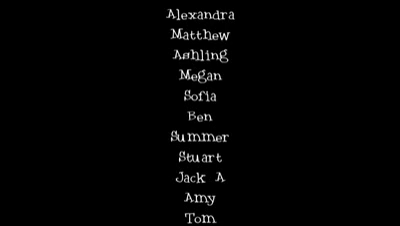 Alexandra
Matthew
Ashling
Megan
Sofia
Ben
Summer
Stuart
Jack A
Amy
Tom